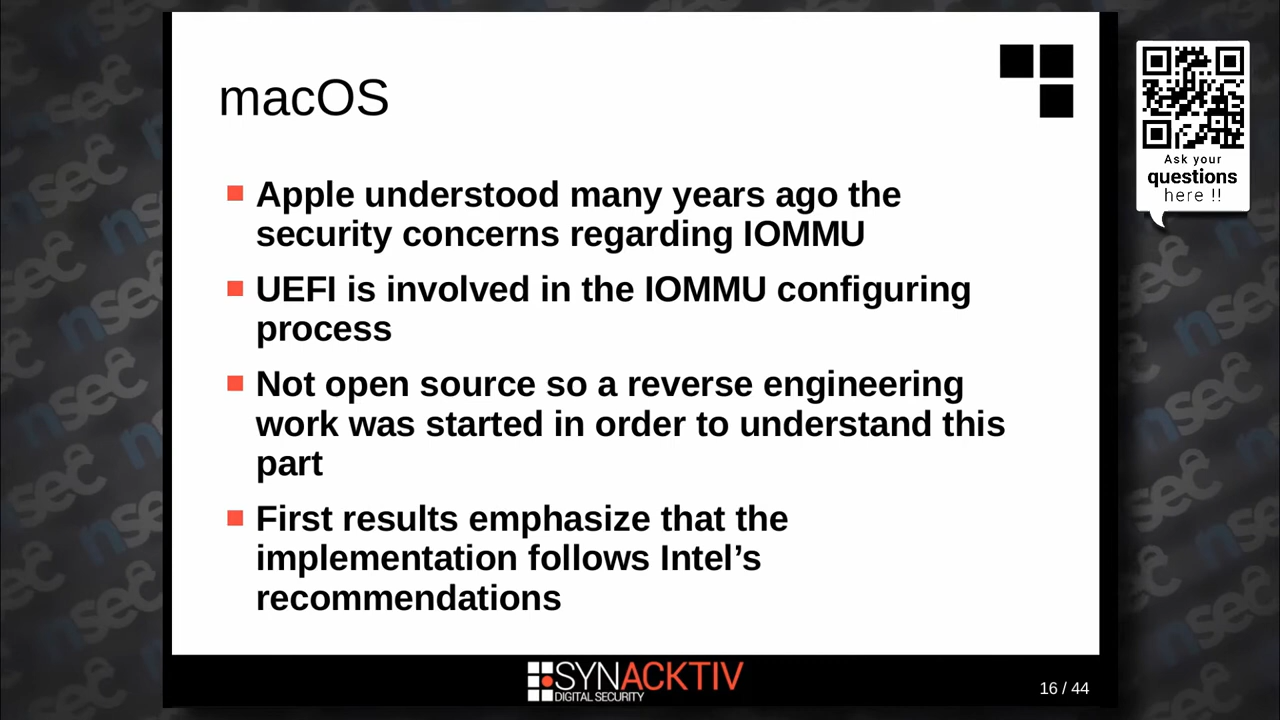 macOS
Apple understood many years ago the
security concerns regarding IOMMU
UEFI is involved in the IOMMU configuring
process
Not open source so a reverse engineering
work was started in order to understand this
part
First results emphasize that the
implementation follows Intel’s
recommendations
SYNACKTIV
DIGITAL SECURITY
16 / 44
Ask your
questions
here !!
nsec